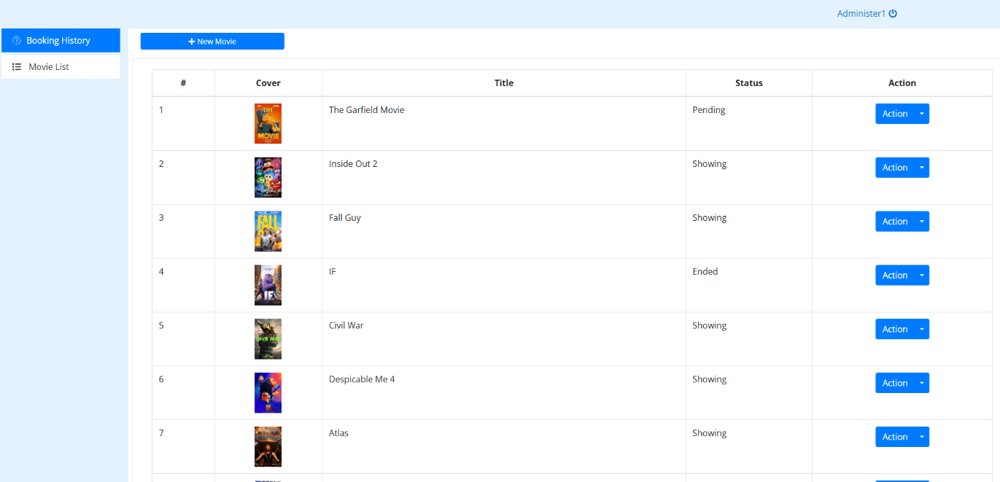 Administer1
Booking History
Movie List
+ New Movie
# Cover Title Status Action
1 THE MOVIE The Garfield Movie Pending Action
2 2 Inside Out 2 Showing Action
3 FALL Fall Guy Showing Action
4 IF IF Ended Action
5 CIVIL WAR Civil War Showing Action
6 Despicable Me 4 Showing Action
7 ATLAS Atlas Showing Action